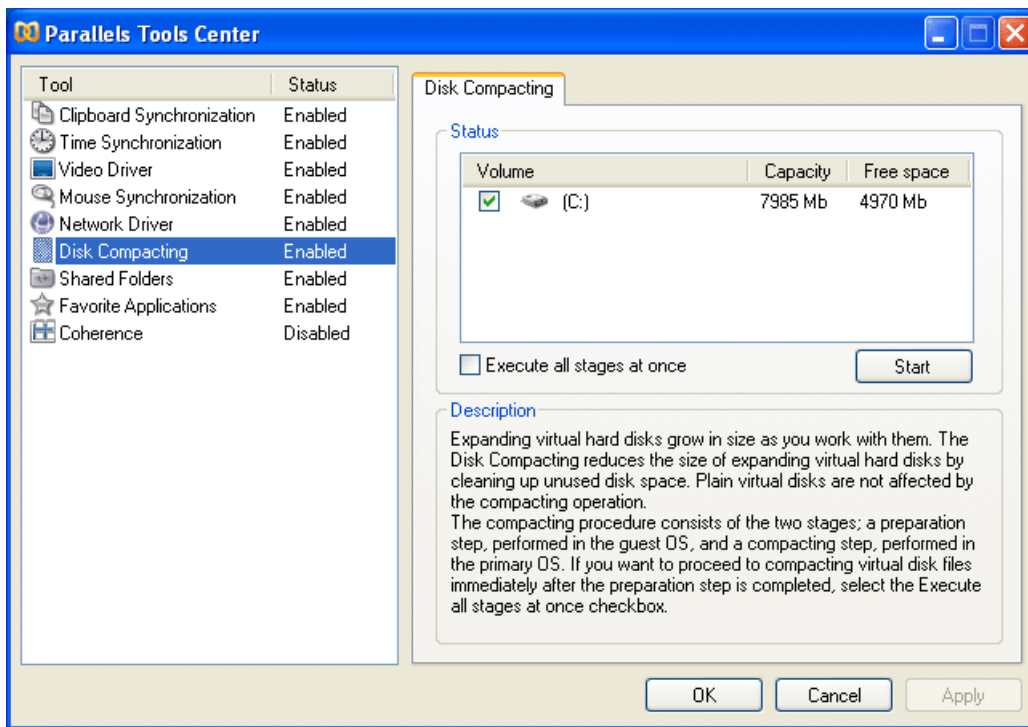 Parallels Tools Center
Tool Status
Clipboard Synchronization Enabled
Time Synchronization Enabled
Video Driver Enabled
Mouse Synchronization Enabled
Network Driver Enabled
Disk Compacting Enabled
Shared Folders Enabled
Favorite Applications Enabled
Coherence Disabled
Disk Compacting
Status
Volume Capacity Free space
(C:) 7985 Mb 4970 Mb
Execute all stages at once
Start
Description
Expanding virtual hard disks grow in size as you work with them. The
Disk Compacting reduces the size of expanding virtual hard disks by
cleaning up unused disk space. Plain virtual disks are not affected by
the compacting operation.
The compacting procedure consists of the two stages; a preparation
step, performed in the guest OS, and a compacting step, performed in
the primary OS. If you want to proceed to compacting virtual disk files
immediately after the preparation step is completed, select the Execute
all stages at once checkbox.
OK Cancel Apply